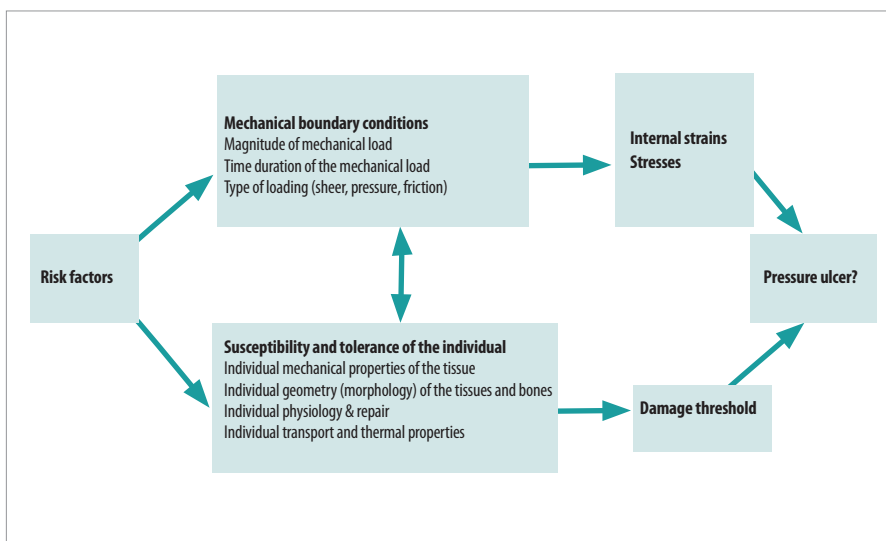 Mechanical boundary conditions
Magnitude of mechanical load
Time duration of the mechanical load
Type of loading (sheer, pressure, friction)
Internal strains
Stresses
Risk factors
Pressure ulcer?
Susceptibility and tolerance of the individual
Individual mechanical properties of the tissue
Individual geometry (morphology) of the tissues and bones
Individual physiology & repair
Individual transport and thermal properties
Damage threshold